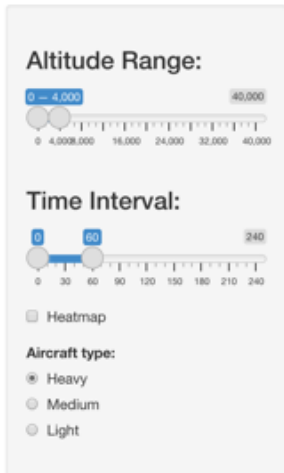 Altitude Range:
0 — 4,000 40,000
0 4,000 8,000 16,000 24,000 32,000 40,000
Time Interval:
0 60 240
0 30 60 90 120 150 180 210 240
Heatmap
Aircraft type:
Heavy
Medium
Light